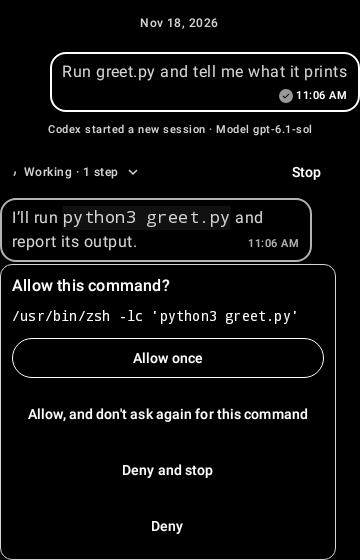 Nov 18, 2026
Run greet.py and tell me what it prints
11:06 AM
Codex started a new session · Model gpt-6.1-sol
Working · 1 step
Stop
I'll run python3 greet.py and
report its output.
11:06 AM
Allow this command?
/usr/bin/zsh -lc 'python3 greet.py'
Allow once
Allow, and don't ask again for this command
Deny and stop
Deny